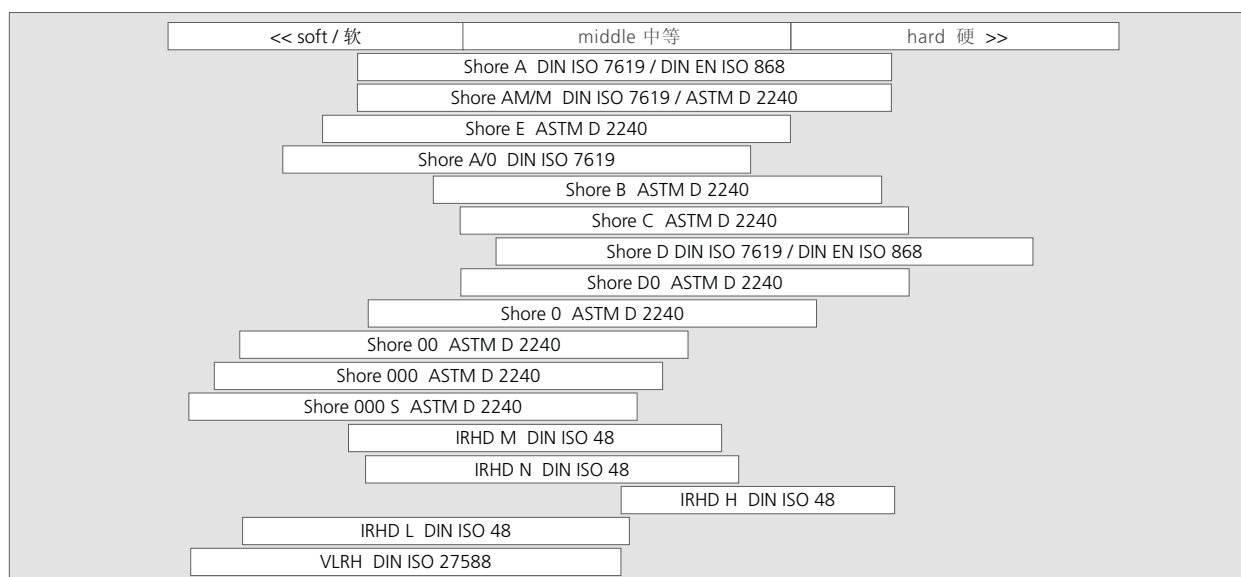 << soft / 软 middle 中等 hard 硬 >>
Shore A DIN ISO 7619 / DIN EN ISO 868
Shore AM/M DIN ISO 7619 / ASTM D 2240
Shore E ASTM D 2240
Shore A/0 DIN ISO 7619
Shore B ASTM D 2240
Shore C ASTM D 2240
Shore D DIN ISO 7619 / DIN EN ISO 868
Shore D0 ASTM D 2240
Shore 0 ASTM D 2240
Shore 00 ASTM D 2240
Shore 000 ASTM D 2240
Shore 000 S ASTM D 2240
IRHD M DIN ISO 48
IRHD N DIN ISO 48
IRHD H DIN ISO 48
IRHD L DIN ISO 48
VLRH DIN ISO 27588